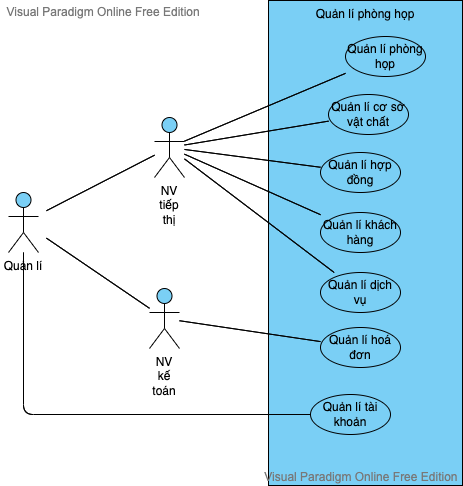 Visual Paradigm Online Free Edition
Quản lí phòng họp
Quản lí phòng
họp
Quản lí cơ sở
vật chất
Quản lí hợp
đồng
Quản lí khách
hàng
Quản lí dịch
vụ
Quản lí hoá
đơn
Quản lí tài
khoản
NV
tiếp
thị
Quản lí
NV
kế
toán
Visual Paradigm Online Free Edition